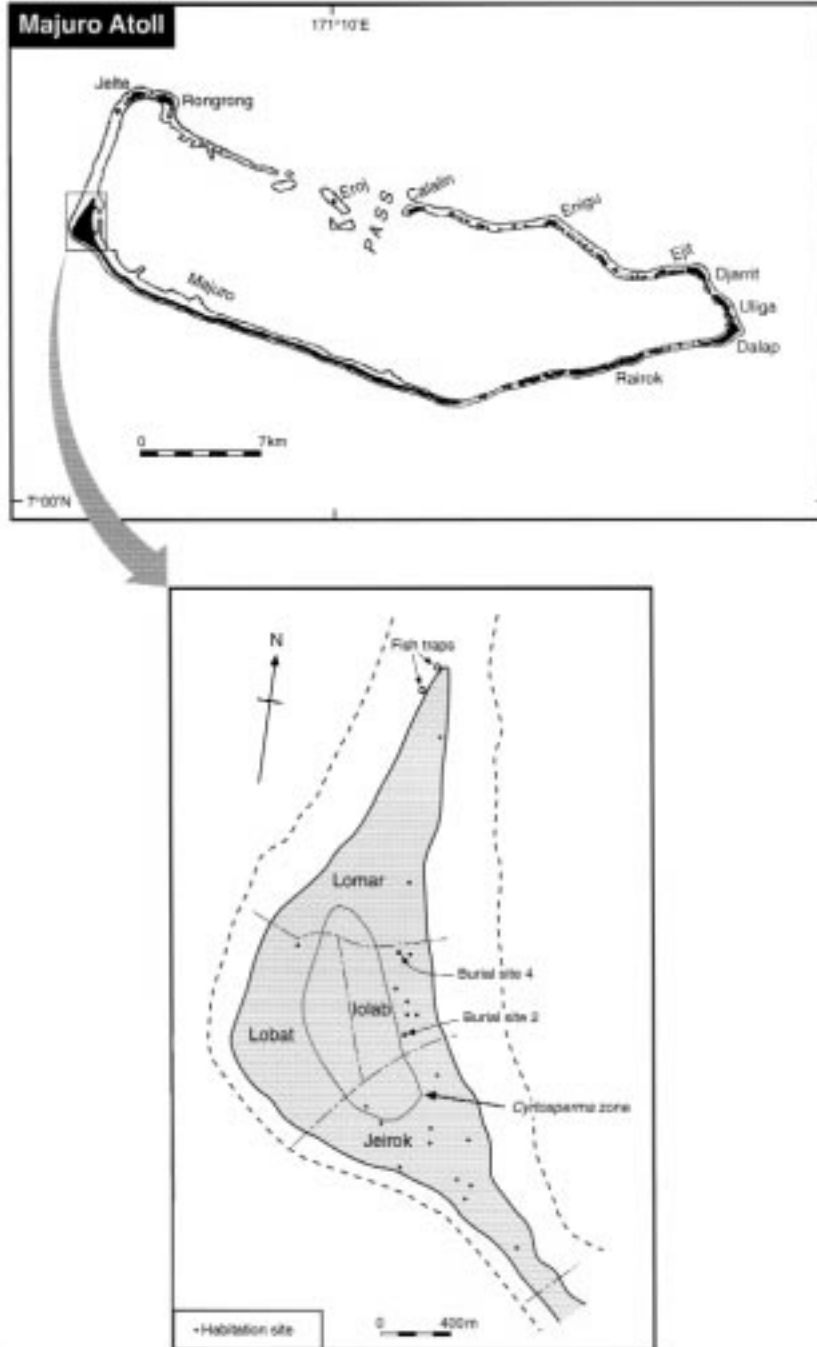 Majuro Atoll
171°10'E
Jelte
Rongrong
Eroj
PASS
Calalin
Enigu
Ejit
Djarrit
Uliga
Dalap
Majuro
Rairok
0 7km
7°00'N
N
Fish traps
Lomar
Burial site 4
Iolab
Burial site 2
Lobat
Cyrtosperma zone
Jeirok
Habitation site
0 400m